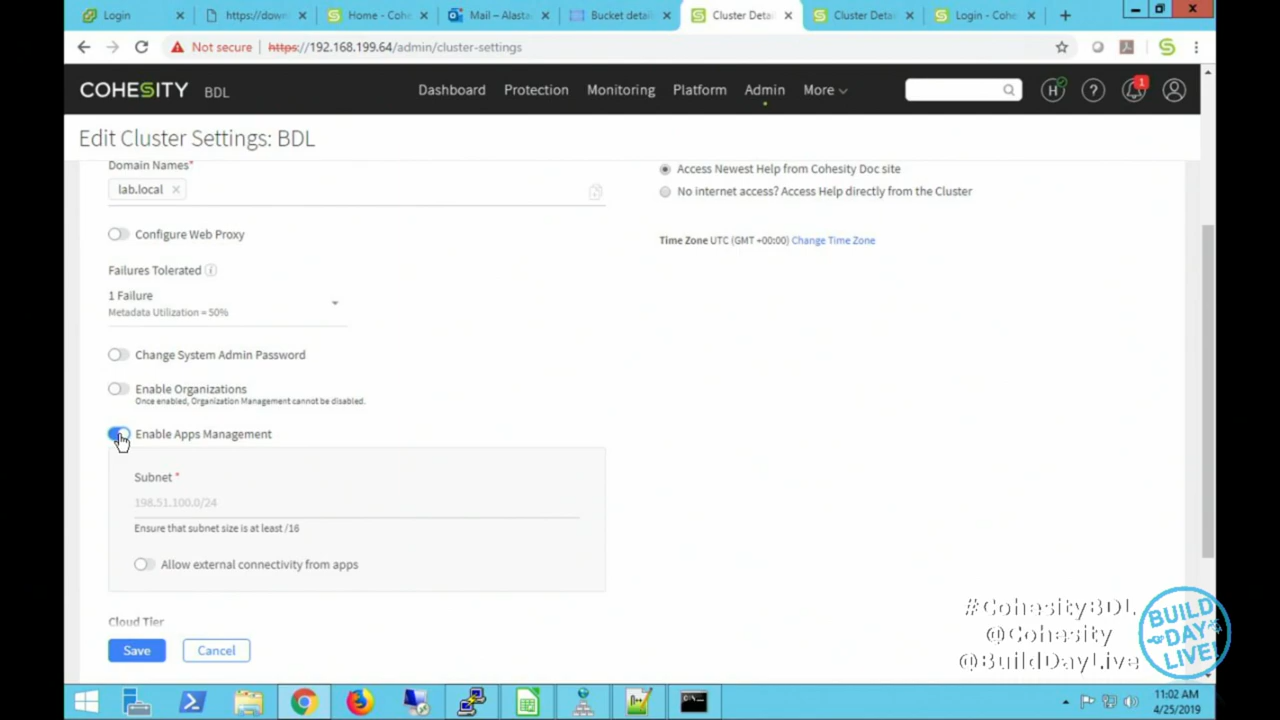 Login
https://down
Home - Cohe
Mail – Alasta
Bucket detai
Cluster Detai
Cluster Deta
Login - Cohe
Not secure
https://192.168.199.64/admin/cluster-settings
COHESITY BDL
Dashboard
Protection
Monitoring
Platform
Admin
More
H
?
1
Edit Cluster Settings: BDL
Domain Names*
lab.local
Configure Web Proxy
Failures Tolerated
1 Failure
Metadata Utilization = 50%
Change System Admin Password
Enable Organizations
Once enabled, Organization Management cannot be disabled.
Enable Apps Management
Subnet *
198.51.100.0/24
Ensure that subnet size is at least /16
Allow external connectivity from apps
Cloud Tier
Save
Cancel
Access Newest Help from Cohesity Doc site
No internet access? Access Help directly from the Cluster
Time Zone UTC (GMT +00:00) Change Time Zone
#CohesityBDL
@Cohesity
@BuildDayLive
BUILD
DAY
LIVE!
11:02 AM
4/25/2019